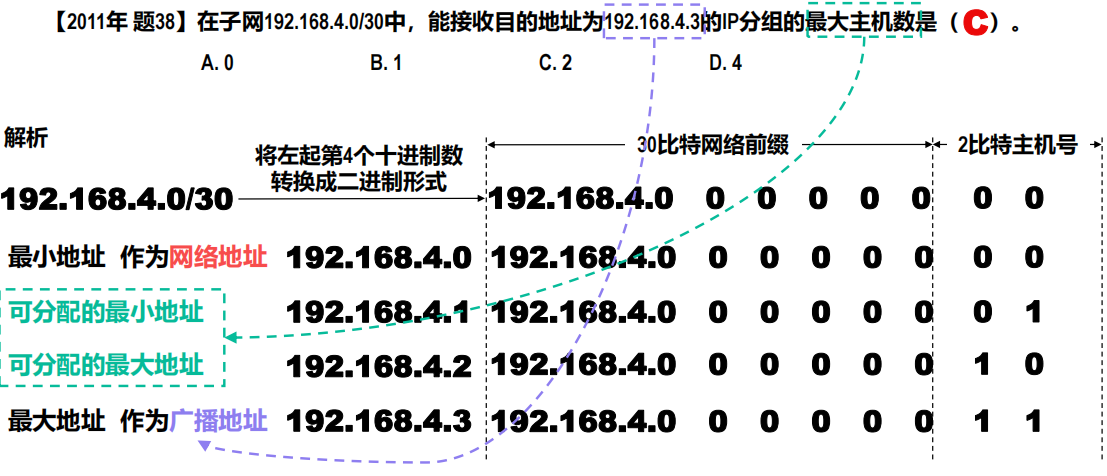 【2011年 题38】在子网192.168.4.0/30中，能接收目的地址为192.168.4.3的IP分组的最大主机数是（C）。
A. 0 B. 1 C. 2 D. 4
解析
将左起第4个十进制数
转换成二进制形式
30比特网络前缀 2比特主机号
192.168.4.0/30 192.168.4.0 0 0 0 0 0 0 0
最小地址 作为网络地址 192.168.4.0 192.168.4.0 0 0 0 0 0 0 0
可分配的最小地址 192.168.4.1 192.168.4.0 0 0 0 0 0 0 1
可分配的最大地址 192.168.4.2 192.168.4.0 0 0 0 0 0 1 0
最大地址 作为广播地址 192.168.4.3 192.168.4.0 0 0 0 0 0 1 1